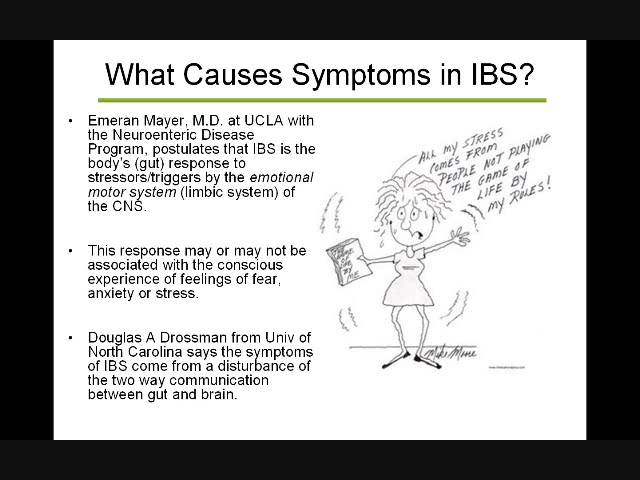 What Causes Symptoms in IBS?
• Emeran Mayer, M.D. at UCLA with
the Neuroenteric Disease
Program, postulates that IBS is the
body's (gut) response to
stressors/triggers by the emotional
motor system (limbic system) of
the CNS.
• This response may or may not be
associated with the conscious
experience of feelings of fear,
anxiety or stress.
• Douglas A Drossman from Univ of
North Carolina says the symptoms
of IBS come from a disturbance of
the two way communication
between gut and brain.
ALL MY STRESS
COMES FROM
PEOPLE NOT PLAYING
THE GAME OF
LIFE BY
MY RULES!
ME